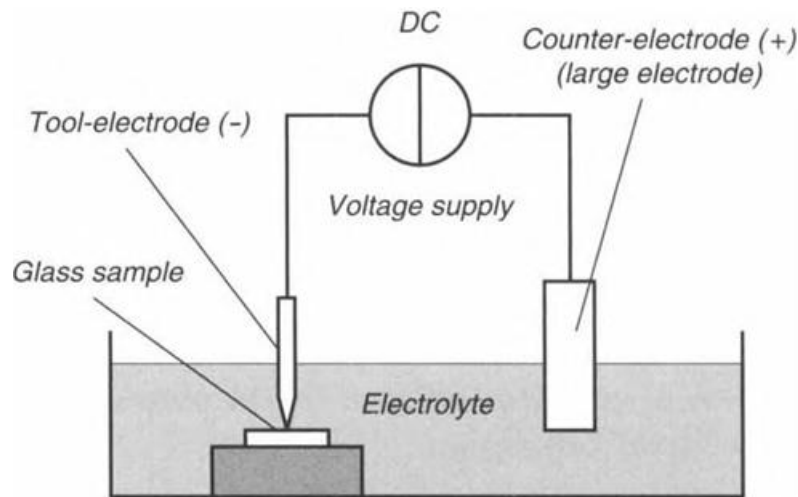 DC
Counter-electrode (+)
(large electrode)
Tool-electrode (-)
Voltage supply
Glass sample
Electrolyte